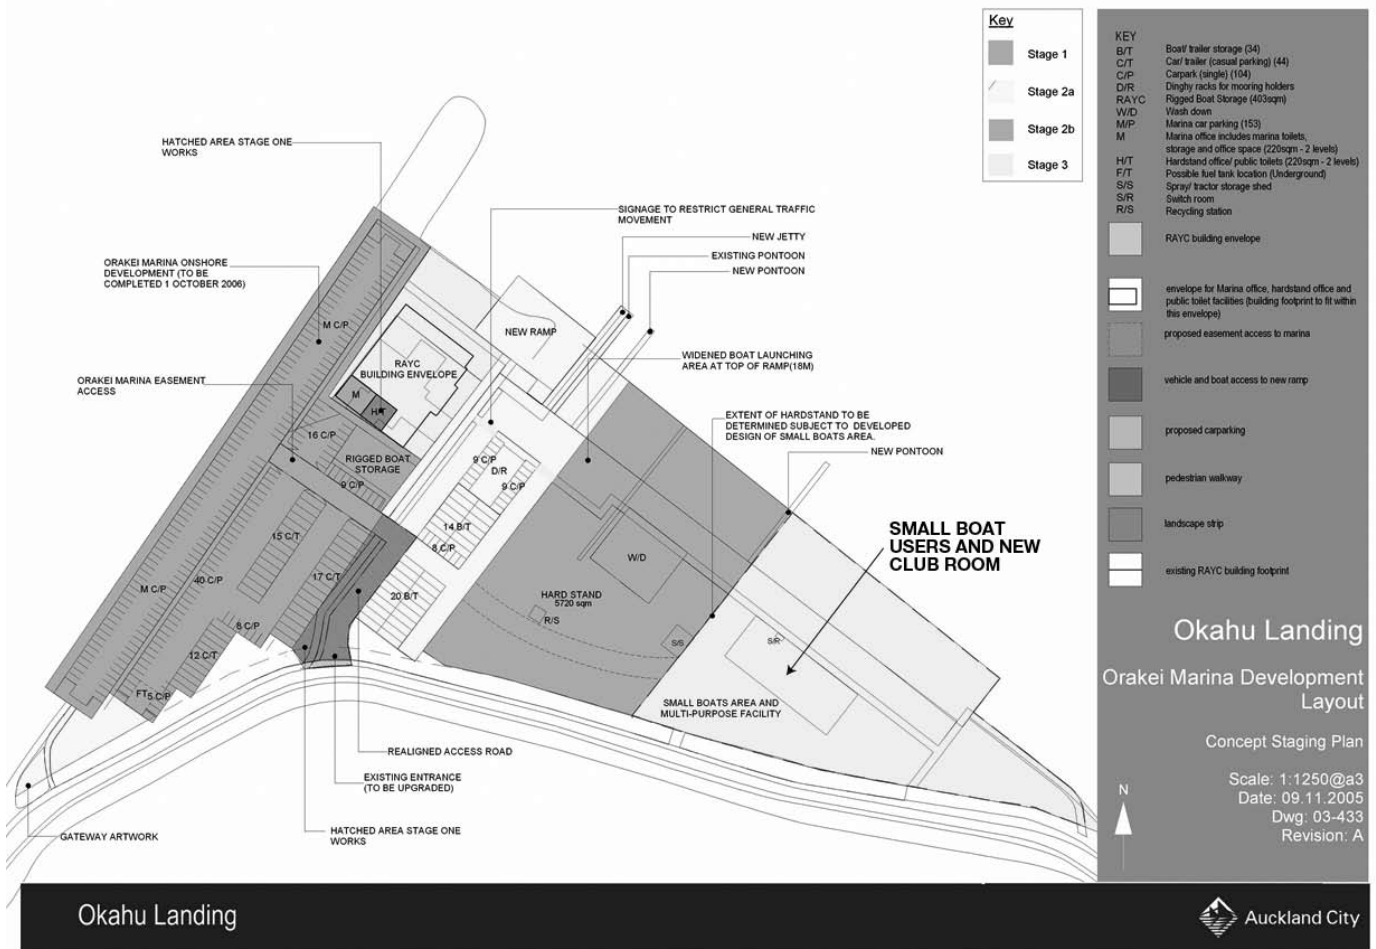 Key
Stage 1
Stage 2a
Stage 2b
Stage 3
HATCHED AREA STAGE ONE
WORKS
SIGNAGE TO RESTRICT GENERAL TRAFFIC
MOVEMENT
NEW JETTY
EXISTING PONTOON
NEW PONTOON
ORAKEI MARINA ONSHORE
DEVELOPMENT (TO BE
COMPLETED 1 OCTOBER 2006)
M C/P
NEW RAMP
RAYC
BUILDING ENVELOPE
WIDENED BOAT LAUNCHING
AREA AT TOP OF RAMP(18M)
ORAKEI MARINA EASEMENT
ACCESS
M
H/T
EXTENT OF HARDSTAND TO BE
DETERMINED SUBJECT TO DEVELOPED
DESIGN OF SMALL BOATS AREA.
NEW PONTOON
16 C/P
RIGGED BOAT
STORAGE
9 C/P
9 C/P
D/R
9 C/P
14 B/T
8 C/P
15 C/T
17 C/T
20 B/T
W/D
HARD STAND
5720 sqm
R/S
S/S
S/R
SMALL BOAT
USERS AND NEW
CLUB ROOM
M C/P
40 C/P
8 C/P
12 C/T
FT
5 C/P
SMALL BOATS AREA AND
MULTI-PURPOSE FACILITY
REALIGNED ACCESS ROAD
EXISTING ENTRANCE
(TO BE UPGRADED)
HATCHED AREA STAGE ONE
WORKS
GATEWAY ARTWORK
KEY
B/T Boat/ trailer storage (34)
C/T Car/ trailer (casual parking) (44)
C/P Carpark (single) (104)
D/R Dinghy racks for mooring holders
RAYC Rigged Boat Storage (403sqm)
W/D Wash down
M/P Marina car parking (153)
M Marina office includes marina toilets,
storage and office space (220sqm - 2 levels)
H/T Hardstand office/ public toilets (220sqm - 2 levels)
F/T Possible fuel tank location (Underground)
S/S Spray/ tractor storage shed
S/R Switch room
R/S Recycling station
RAYC building envelope
envelope for Marina office, hardstand office and
public toilet facilities (building footprint to fit within
this envelope)
proposed easement access to marina
vehicle and boat access to new ramp
proposed carparking
pedestrian walkway
landscape strip
existing RAYC building footprint
Okahu Landing
Orakei Marina Development
Layout
Concept Staging Plan
Scale: 1:1250@a3
Date: 09.11.2005
Dwg: 03-433
Revision: A
N
Okahu Landing
Auckland City